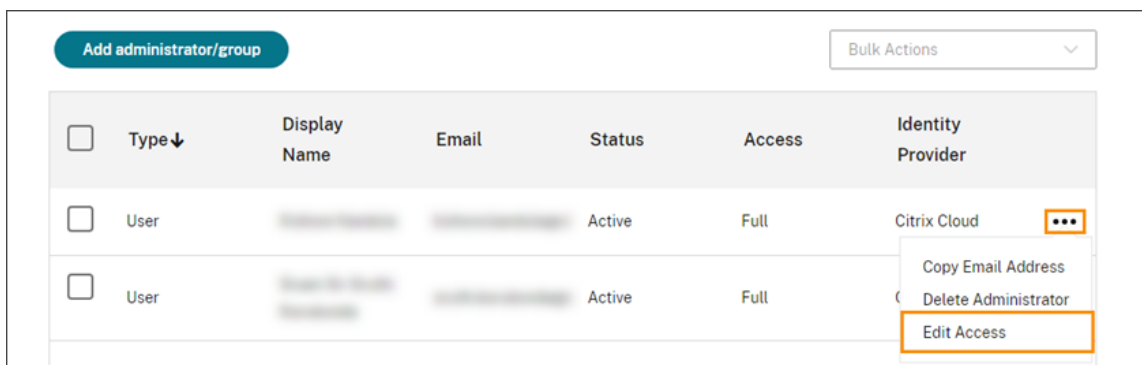 Add administrator/group
Bulk Actions
Type Display Name Email Status Access Identity Provider
User Active Full Citrix Cloud
Copy Email Address
User Active Full
Delete Administrator
Edit Access